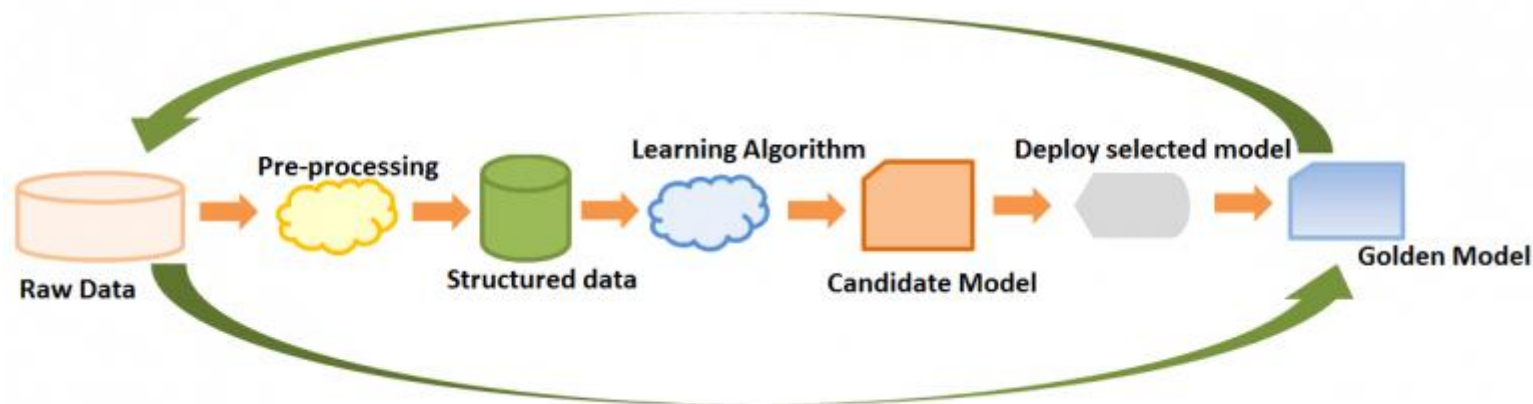 Pre-processing
Learning Algorithm
Deploy selected model
Raw Data
Structured data
Candidate Model
Golden Model